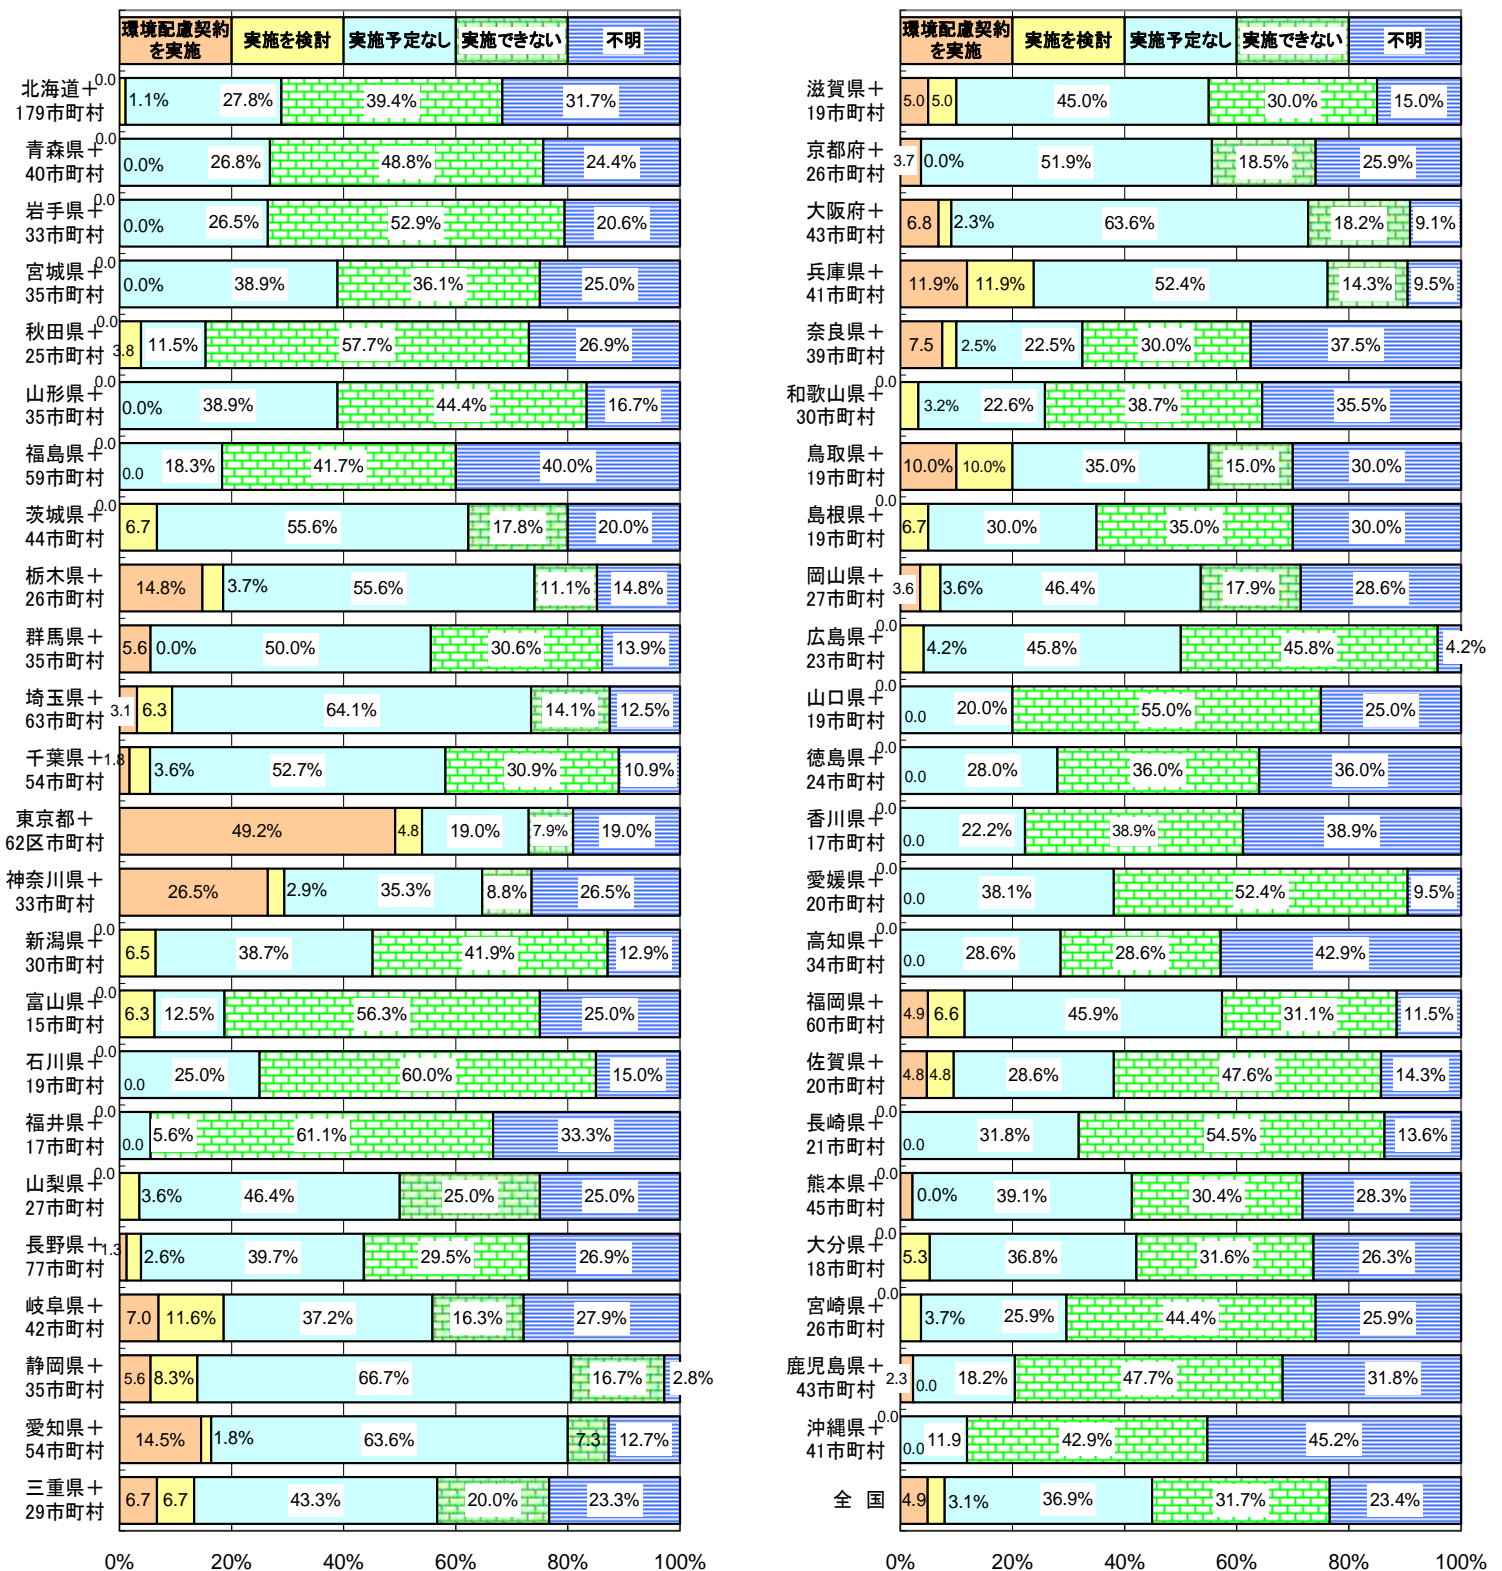 環境配慮契約
を実施
実施を検討
実施予定なし
実施できない
不明
北海道＋
179市町村
0.0
1.1%
27.8%
39.4%
31.7%
青森県＋
40市町村
0.0
0.0%
26.8%
48.8%
24.4%
岩手県＋
33市町村
0.0
0.0%
26.5%
52.9%
20.6%
宮城県＋
35市町村
0.0
0.0%
38.9%
36.1%
25.0%
秋田県＋
25市町村
0.0
3.8
11.5%
57.7%
26.9%
山形県＋
35市町村
0.0
0.0%
38.9%
44.4%
16.7%
福島県＋
59市町村
0.0
0.0
18.3%
41.7%
40.0%
茨城県＋
44市町村
0.0
6.7
55.6%
17.8%
20.0%
栃木県＋
26市町村
14.8%
3.7%
55.6%
11.1%
14.8%
群馬県＋
35市町村
5.6
0.0%
50.0%
30.6%
13.9%
埼玉県＋
63市町村
3.1
6.3
64.1%
14.1%
12.5%
千葉県＋
54市町村
1.8
3.6%
52.7%
30.9%
10.9%
東京都＋
62区市町村
49.2%
4.8
19.0%
7.9%
19.0%
神奈川県＋
33市町村
26.5%
2.9%
35.3%
8.8%
26.5%
新潟県＋
30市町村
0.0
6.5
38.7%
41.9%
12.9%
富山県＋
15市町村
0.0
6.3
12.5%
56.3%
25.0%
石川県＋
19市町村
0.0
0.0
25.0%
60.0%
15.0%
福井県＋
17市町村
0.0
0.0
5.6%
61.1%
33.3%
山梨県＋
27市町村
0.0
3.6%
46.4%
25.0%
25.0%
長野県＋
77市町村
1.3
2.6%
39.7%
29.5%
26.9%
岐阜県＋
42市町村
7.0
11.6%
37.2%
16.3%
27.9%
静岡県＋
35市町村
5.6
8.3%
66.7%
16.7%
2.8%
愛知県＋
54市町村
14.5%
1.8%
63.6%
7.3
12.7%
三重県＋
29市町村
6.7
6.7
43.3%
20.0%
23.3%
0%
20%
40%
60%
80%
100%
環境配慮契約
を実施
実施を検討
実施予定なし
実施できない
不明
滋賀県＋
19市町村
5.0
5.0
45.0%
30.0%
15.0%
京都府＋
26市町村
3.7
0.0%
51.9%
18.5%
25.9%
大阪府＋
43市町村
6.8
2.3%
63.6%
18.2%
9.1%
兵庫県＋
41市町村
11.9%
11.9%
52.4%
14.3%
9.5%
奈良県＋
39市町村
7.5
2.5%
22.5%
30.0%
37.5%
和歌山県＋
30市町村
0.0
3.2%
22.6%
38.7%
35.5%
鳥取県＋
19市町村
10.0%
10.0%
35.0%
15.0%
30.0%
島根県＋
19市町村
0.0
6.7
30.0%
35.0%
30.0%
岡山県＋
27市町村
3.6
3.6%
46.4%
17.9%
28.6%
広島県＋
23市町村
0.0
4.2%
45.8%
45.8%
4.2%
山口県＋
19市町村
0.0
0.0
20.0%
55.0%
25.0%
徳島県＋
24市町村
0.0
0.0
28.0%
36.0%
36.0%
香川県＋
17市町村
0.0
0.0
22.2%
38.9%
38.9%
愛媛県＋
20市町村
0.0
0.0
38.1%
52.4%
9.5%
高知県＋
34市町村
0.0
0.0
28.6%
28.6%
42.9%
福岡県＋
60市町村
4.9
6.6
45.9%
31.1%
11.5%
佐賀県＋
20市町村
4.8
4.8
28.6%
47.6%
14.3%
長崎県＋
21市町村
0.0
0.0
31.8%
54.5%
13.6%
熊本県＋
45市町村
0.0
0.0%
39.1%
30.4%
28.3%
大分県＋
18市町村
0.0
5.3
36.8%
31.6%
26.3%
宮崎県＋
26市町村
0.0
3.7%
25.9%
44.4%
25.9%
鹿児島県＋
43市町村
2.3
0.0
18.2%
47.7%
31.8%
沖縄県＋
41市町村
0.0
0.0
11.9
42.9%
45.2%
全 国
4.9
3.1%
36.9%
31.7%
23.4%
0%
20%
40%
60%
80%
100%